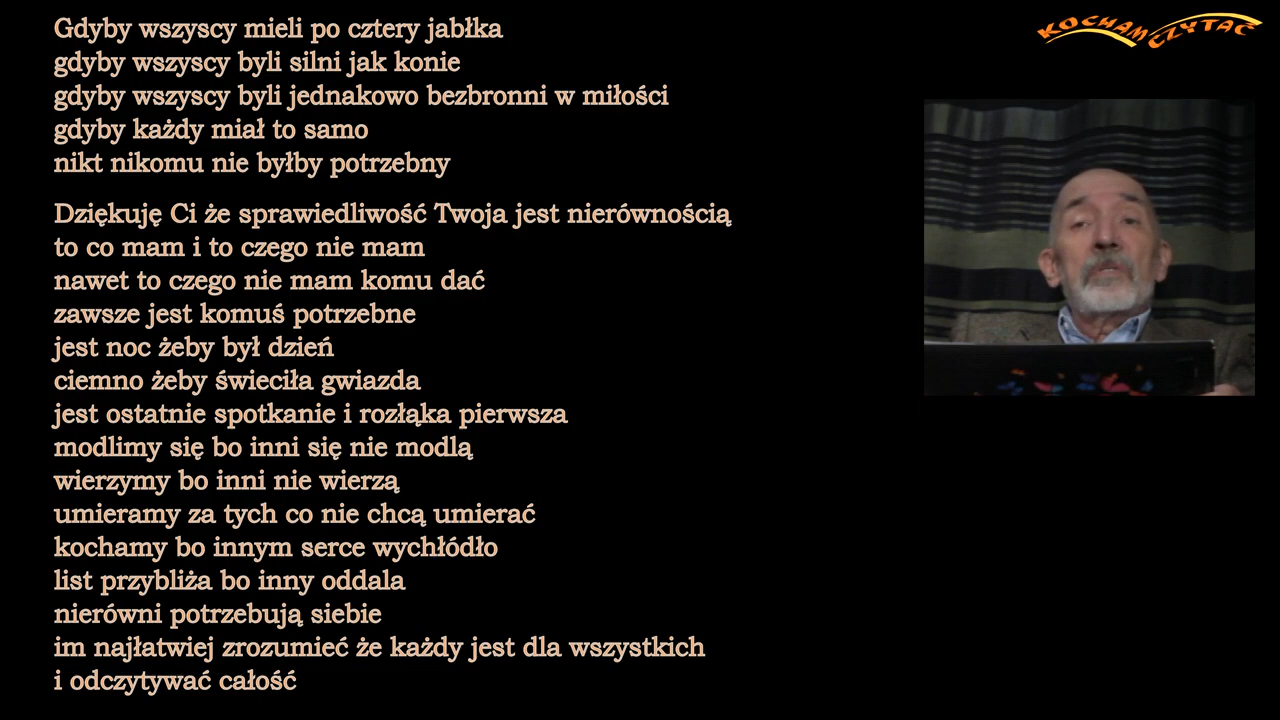 Gdyby wszyscy mieli po cztery jabłka
gdyby wszyscy byli silni jak konie
gdyby wszyscy byli jednakowo bezbronni w miłości
gdyby każdy miał to samo
nikt nikomu nie byłby potrzebny
Dziękuję Ci że sprawiedliwość Twoja jest nierównością
to co mam i to czego nie mam
nawet to czego nie mam komu dać
zawsze jest komuś potrzebne
jest noc żeby był dzień
ciemno żeby świeciła gwiazda
jest ostatnie spotkanie i rozłąka pierwsza
modlimy się bo inni się nie modlą
wierzymy bo inni nie wierzą
umieramy za tych co nie chcą umierać
kochamy bo innym serce wychłódło
list przybliża bo inny oddala
nierówni potrzebują siebie
im najłatwiej zrozumieć że każdy jest dla wszystkich
i odczytywać całość
KOCHAM CZYTAĆ